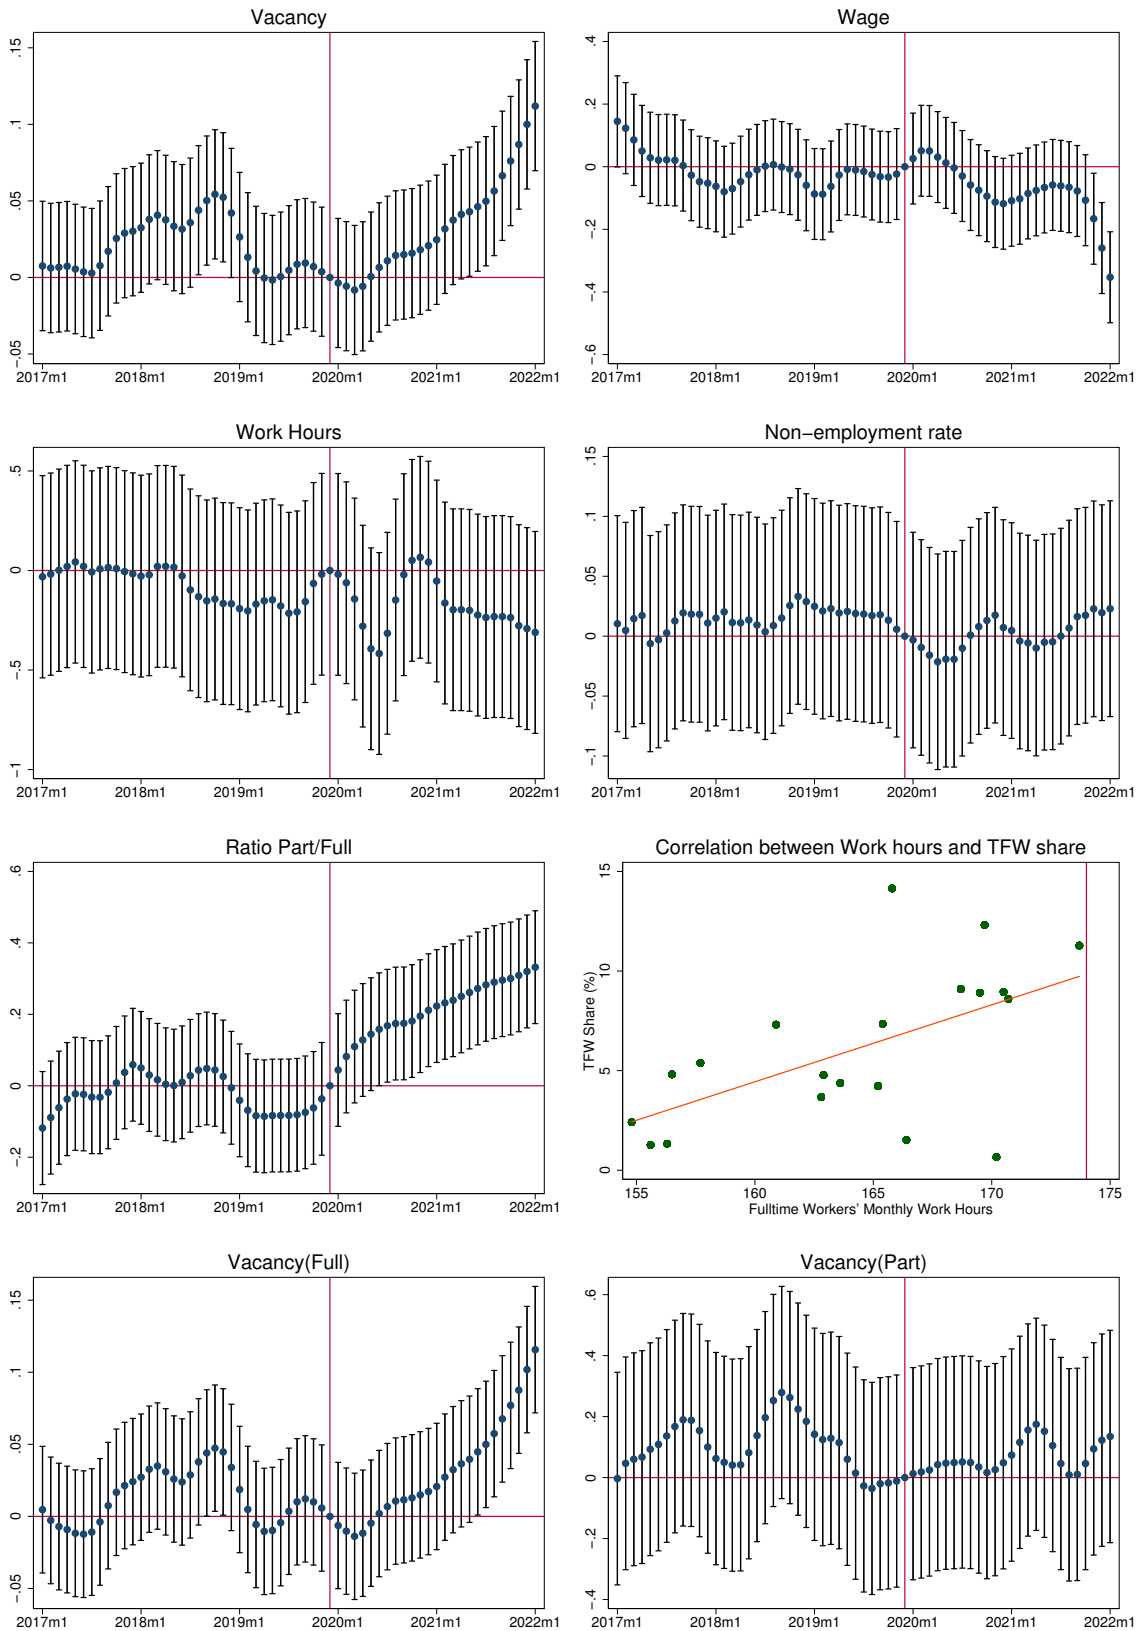 Vacancy
.15
.1
.05
0
-.05
2017m1 2018m1 2019m1 2020m1 2021m1 2022m1
Wage
.4
.2
0
-.2
-.4
-.6
2017m1 2018m1 2019m1 2020m1 2021m1 2022m1
Work Hours
.5
0
-.5
-1
2017m1 2018m1 2019m1 2020m1 2021m1 2022m1
Non-employment rate
.15
.1
.05
0
-.05
-.1
2017m1 2018m1 2019m1 2020m1 2021m1 2022m1
Ratio Part/Full
.6
.4
.2
0
-.2
2017m1 2018m1 2019m1 2020m1 2021m1 2022m1
Correlation between Work hours and TFW share
TFW Share (%)
15
10
5
0
155 160 165 170 175
Fulltime Workers' Monthly Work Hours
Vacancy(Full)
.15
.1
.05
0
-.05
2017m1 2018m1 2019m1 2020m1 2021m1 2022m1
Vacancy(Part)
.6
.4
.2
0
-.2
-.4
2017m1 2018m1 2019m1 2020m1 2021m1 2022m1